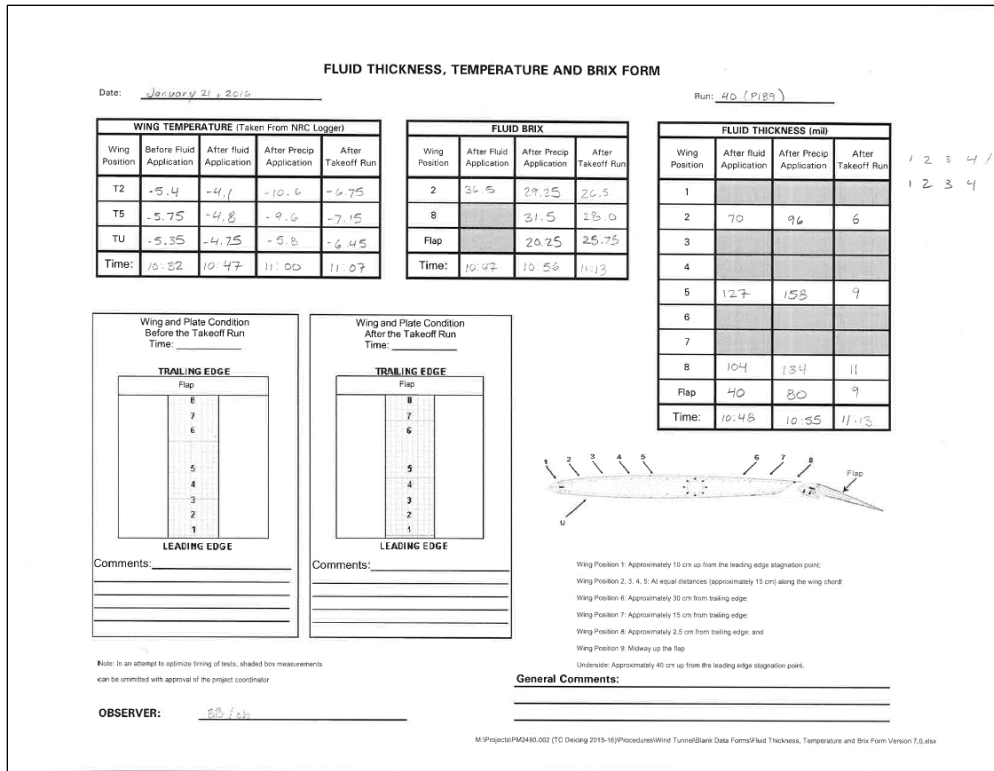 FLUID THICKNESS, TEMPERATURE AND BRIX FORM
Date: January 21, 2016
Run: 40 (P189)
WING TEMPERATURE (Taken From NRC Logger)
Wing Position Before Fluid Application After fluid Application After Precip Application After Takeoff Run
T2 -5.4 -4.1 -10.6 -6.75
T5 -5.75 -4.8 -9.6 -7.15
TU -5.35 -4.75 -5.8 -6.45
Time: 10:32 10:47 11:00 11:07
FLUID BRIX
Wing Position After Fluid Application After Precip Application After Takeoff Run
2 36.5 29.25 26.5
8 31.5 28.0
Flap 20.25 25.75
Time: 10:47 10:56 11:13
FLUID THICKNESS (mil)
Wing Position After fluid Application After Precip Application After Takeoff Run
1
2 70 96 6
3
4
5 127 158 9
6
7
8 104 134 11
Flap 40 80 9
Time: 10:48 10:55 11:13
1 2 3 4 /
1 2 3 4
Wing and Plate Condition
Before the Takeoff Run
Time:
TRAILING EDGE
Flap
8
7
6
5
4
3
2
1
LEADING EDGE
Comments:
Wing and Plate Condition
After the Takeoff Run
Time:
TRAILING EDGE
Flap
8
7
6
5
4
3
2
1
LEADING EDGE
Comments:
1 2 3 4 5 6 7 8 Flap
U
Wing Position 1: Approximately 10 cm up from the leading edge stagnation point;
Wing Position 2, 3, 4, 5: At equal distances (approximately 15 cm) along the wing chord;
Wing Position 6: Approximately 30 cm from trailing edge;
Wing Position 7: Approximately 15 cm from trailing edge;
Wing Position 8: Approximately 2.5 cm from trailing edge; and
Wing Position 9: Midway up the flap
Underside: Approximately 40 cm up from the leading edge stagnation point.
Note: In an attempt to optimize timing of tests, shaded box measurements
can be ommitted with approval of the project coordinator
General Comments:
OBSERVER:
M:\Projects\PM2480.002 (TC Deicing 2015-16)\Procedures\Wind Tunnel\Blank Data Forms\Fluid Thickness, Temperature and Brix Form Version 7.0.xlsx